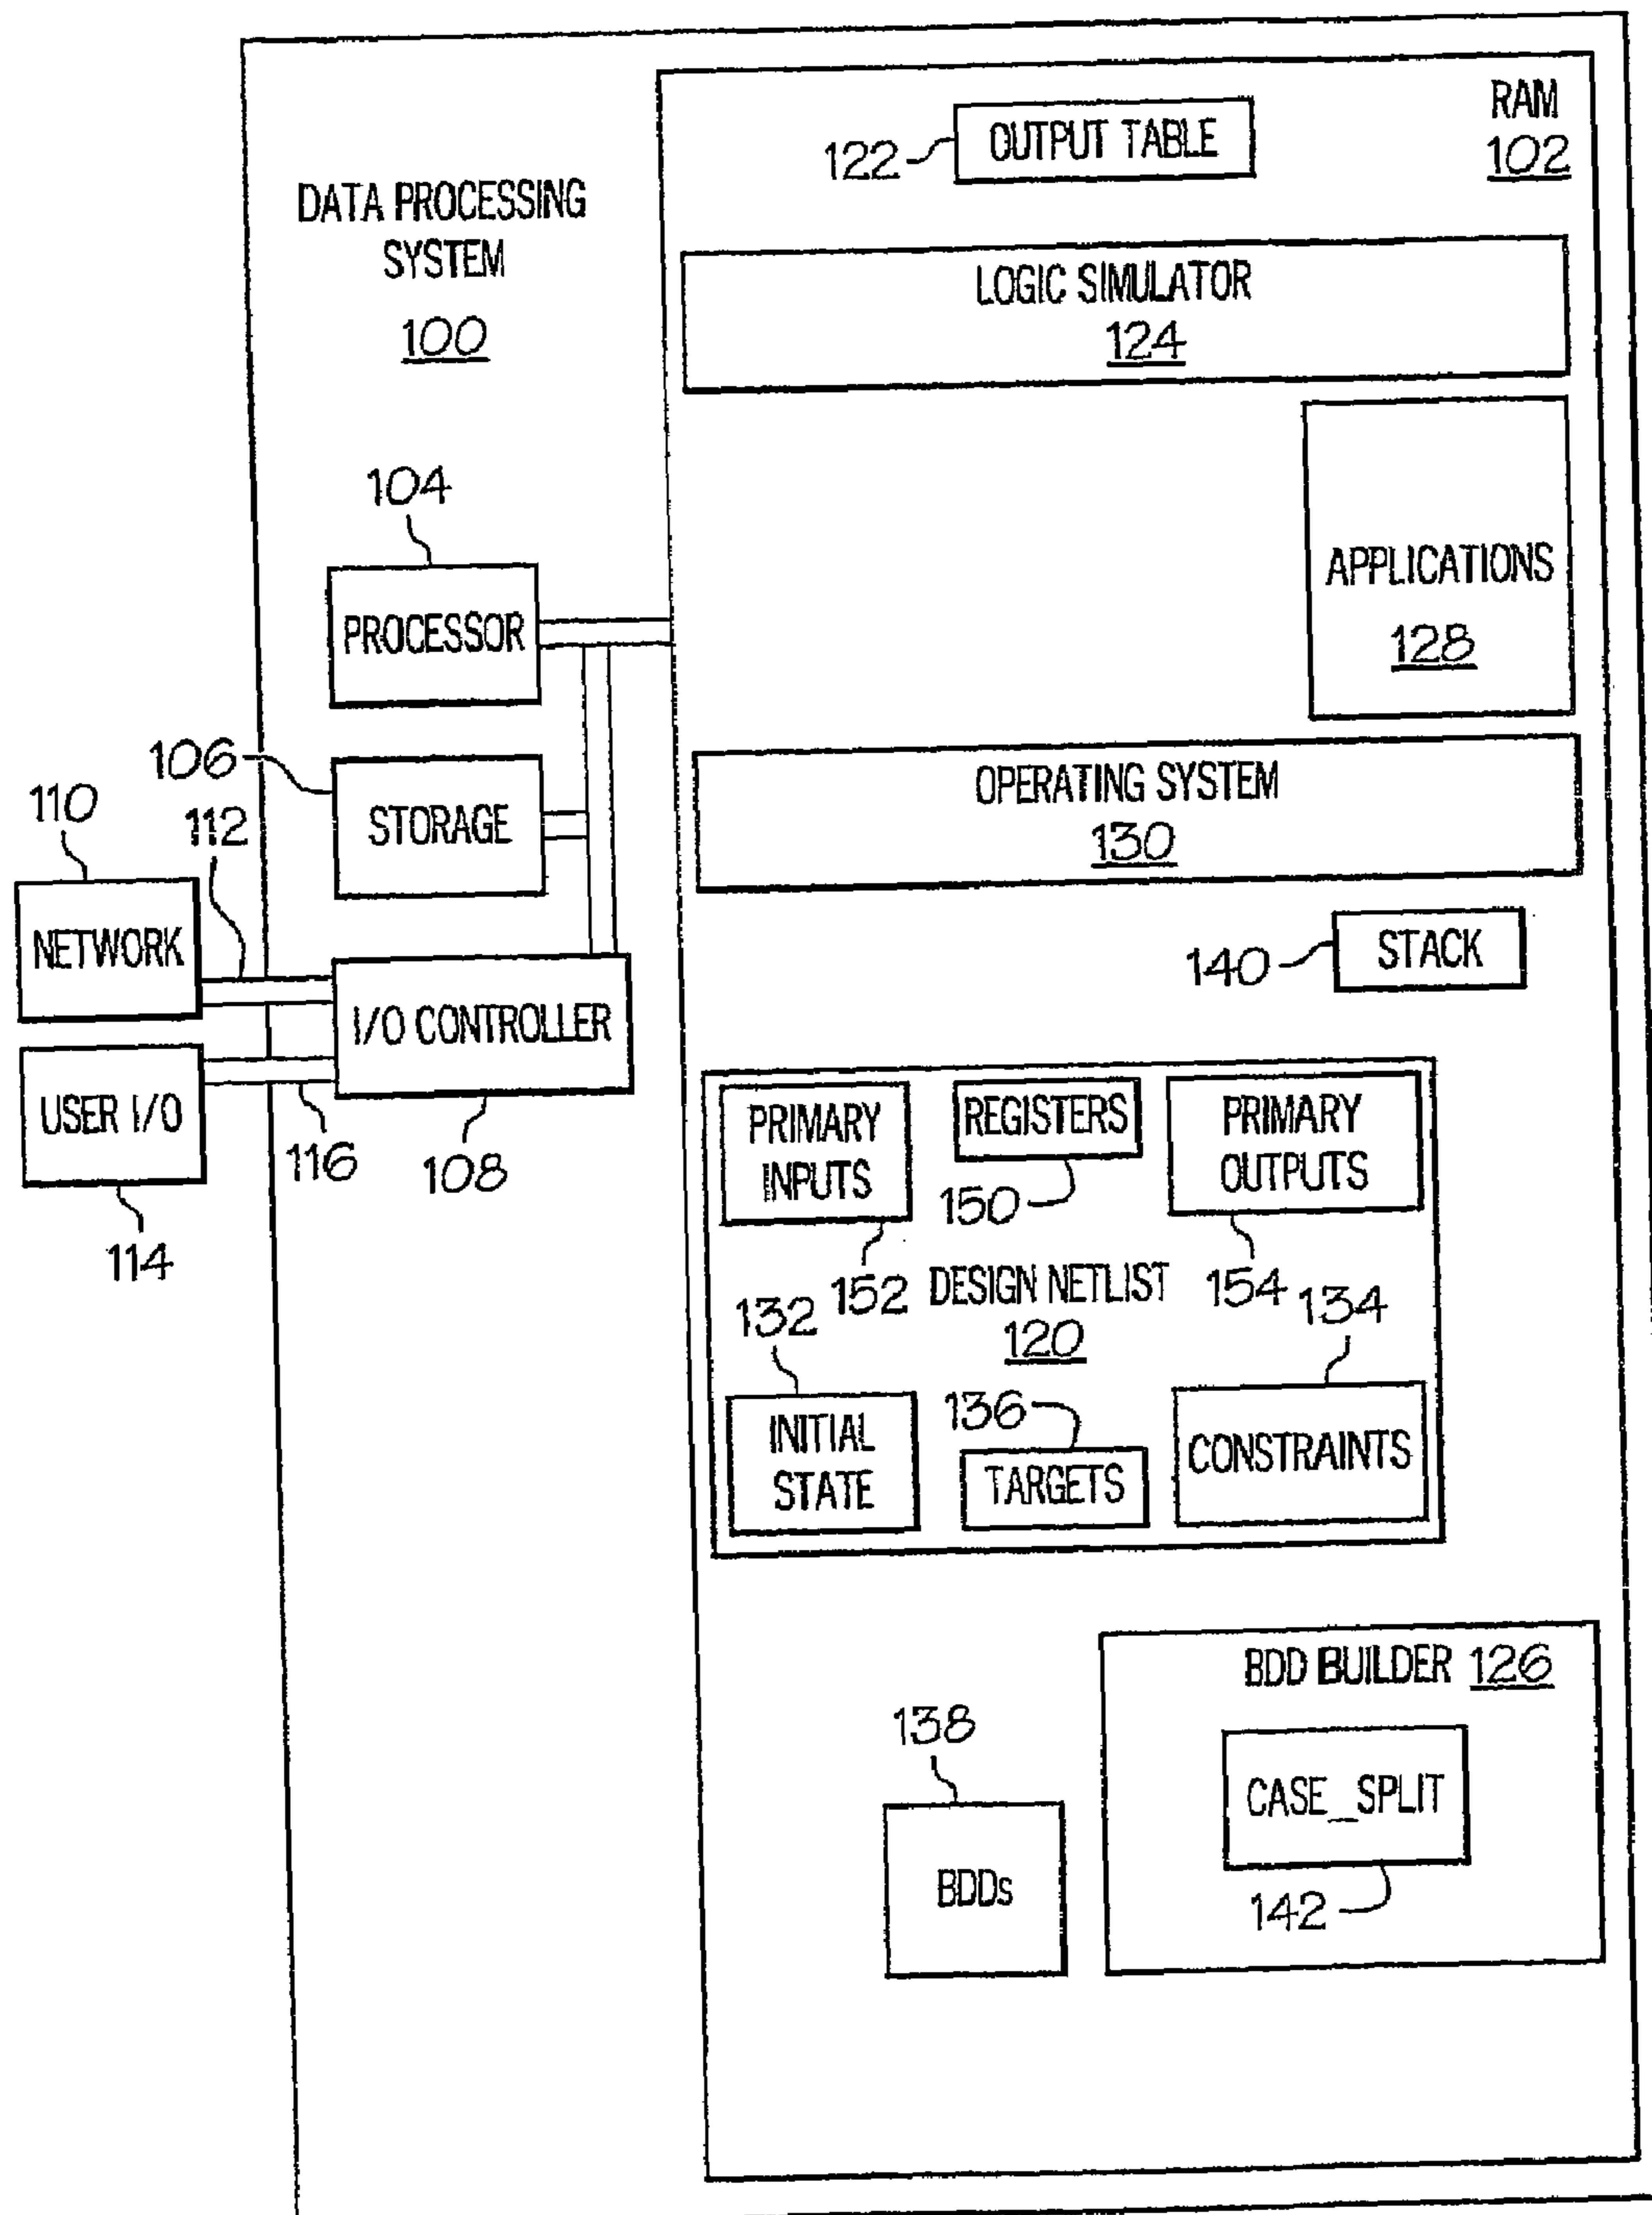 RAM
102
122
OUTPUT TABLE
DATA PROCESSING
SYSTEM
100
LOGIC SIMULATOR
124
104
PROCESSOR
APPLICATIONS
128
106
STORAGE
OPERATING SYSTEM
130
110
112
NETWORK
140
STACK
I/O CONTROLLER
USER I/O
116
108
114
PRIMARY
INPUTS
REGISTERS
PRIMARY
OUTPUTS
150
152
DESIGN NETLIST
120
154
134
132
136
INITIAL
STATE
TARGETS
CONSTRAINTS
BDD BUILDER 126
138
CASE_SPLIT
BDDs
142